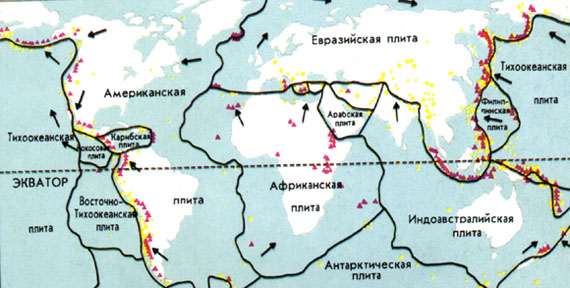 Евразийская плита
Тихоокеанская
плита
Американская
плита
Филип-
пинская
плита
Арабская
плита
Тихоокеанская
плита
Карибская
плита
Кокосовая
плита
ЭКВАТОР
Восточно-
Тихоокеанская
плита
Африканская
плита
Индоавстралийская
плита
Антарктическая
плита